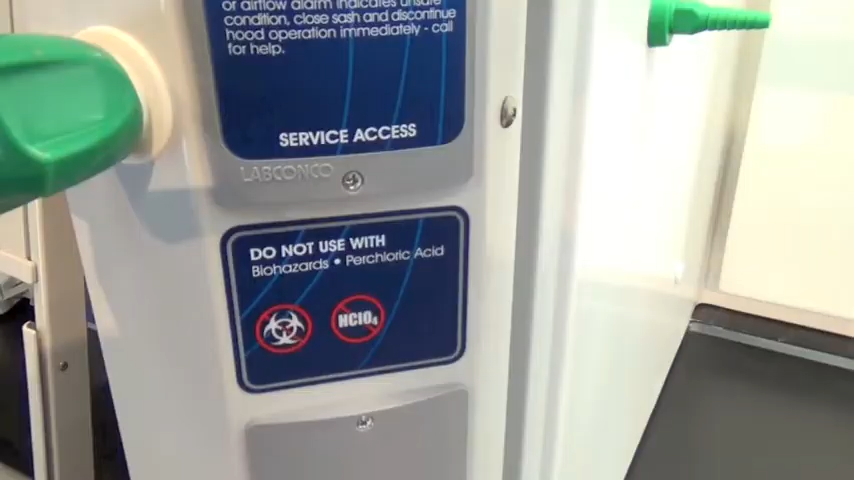 or airflow alarm indicates unsafe
condition, close sash and discontinue
hood operation immediately - call
for help.
SERVICE ACCESS
LABCONCO
DO NOT USE WITH
Biohazards • Perchloric Acid
HClO₄